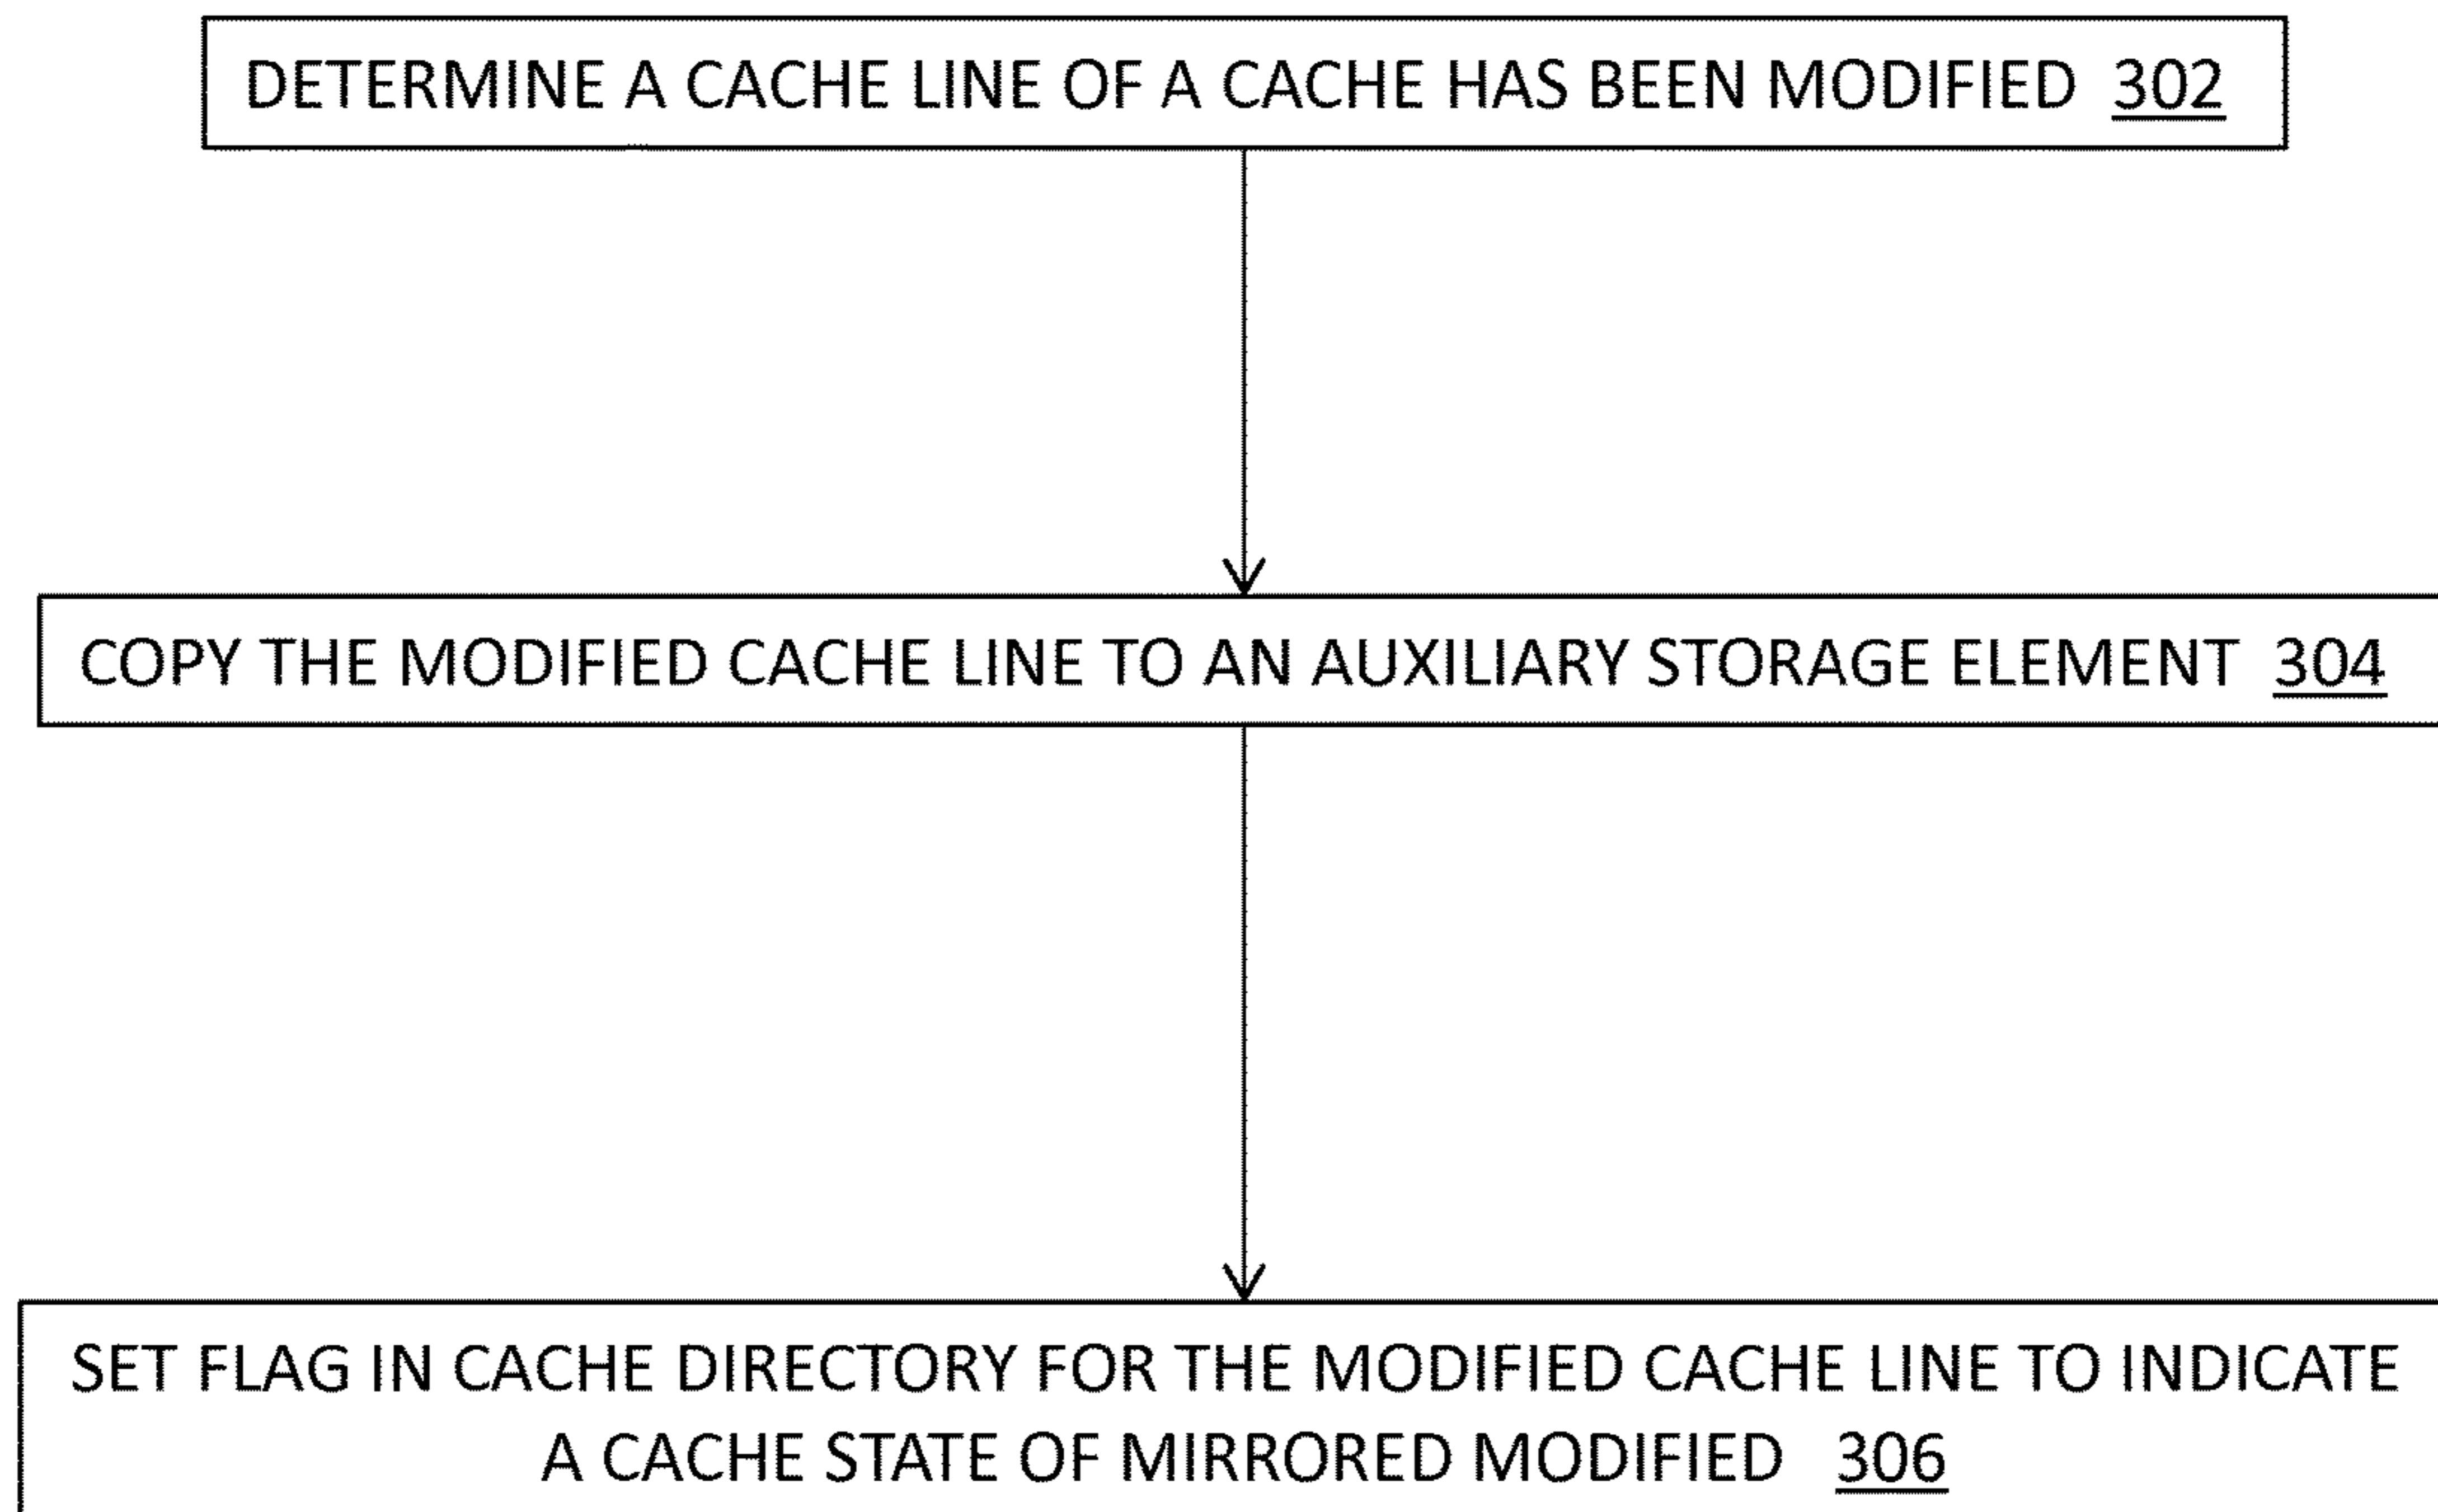 DETERMINE A CACHE LINE OF A CACHE HAS BEEN MODIFIED 302
COPY THE MODIFIED CACHE LINE TO AN AUXILIARY STORAGE ELEMENT 304
SET FLAG IN CACHE DIRECTORY FOR THE MODIFIED CACHE LINE TO INDICATE
A CACHE STATE OF MIRRORED MODIFIED 306